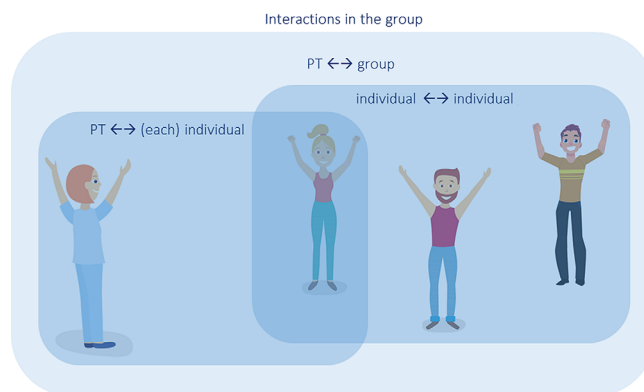 Interactions in the group
PT ←→ group
individual ←→ individual
PT ←→ (each) individual